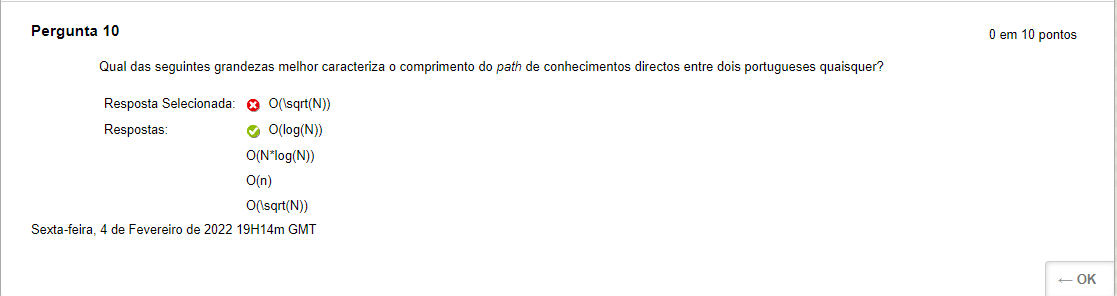 Pergunta 10
0 em 10 pontos
Qual das seguintes grandezas melhor caracteriza o comprimento do path de conhecimentos directos entre dois portugueses quaisquer?
Resposta Selecionada: O(\sqrt(N))
Respostas: O(log(N))
O(N*log(N))
O(n)
O(\sqrt(N))
Sexta-feira, 4 de Fevereiro de 2022 19H14m GMT
← OK